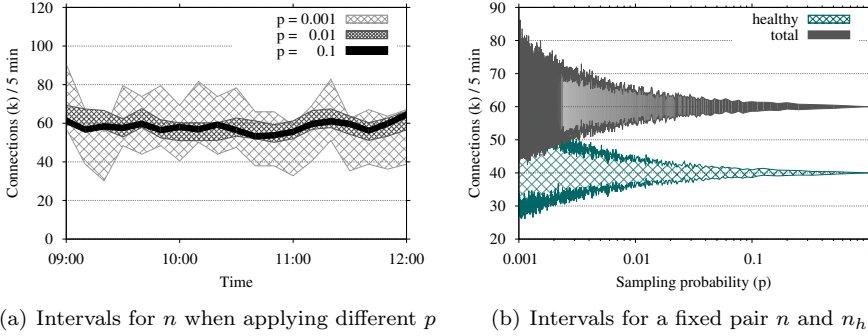 120
100
80
60
40
20
0
Connections (k) / 5 min
p = 0.001
p = 0.01
p = 0.1
09:00 10:00 11:00 12:00
Time
(a) Intervals for n when applying different p
90
80
70
60
50
40
30
20
Connections (k) / 5 min
healthy
total
0.001 0.01 0.1
Sampling probability (p)
(b) Intervals for a fixed pair n and n_h